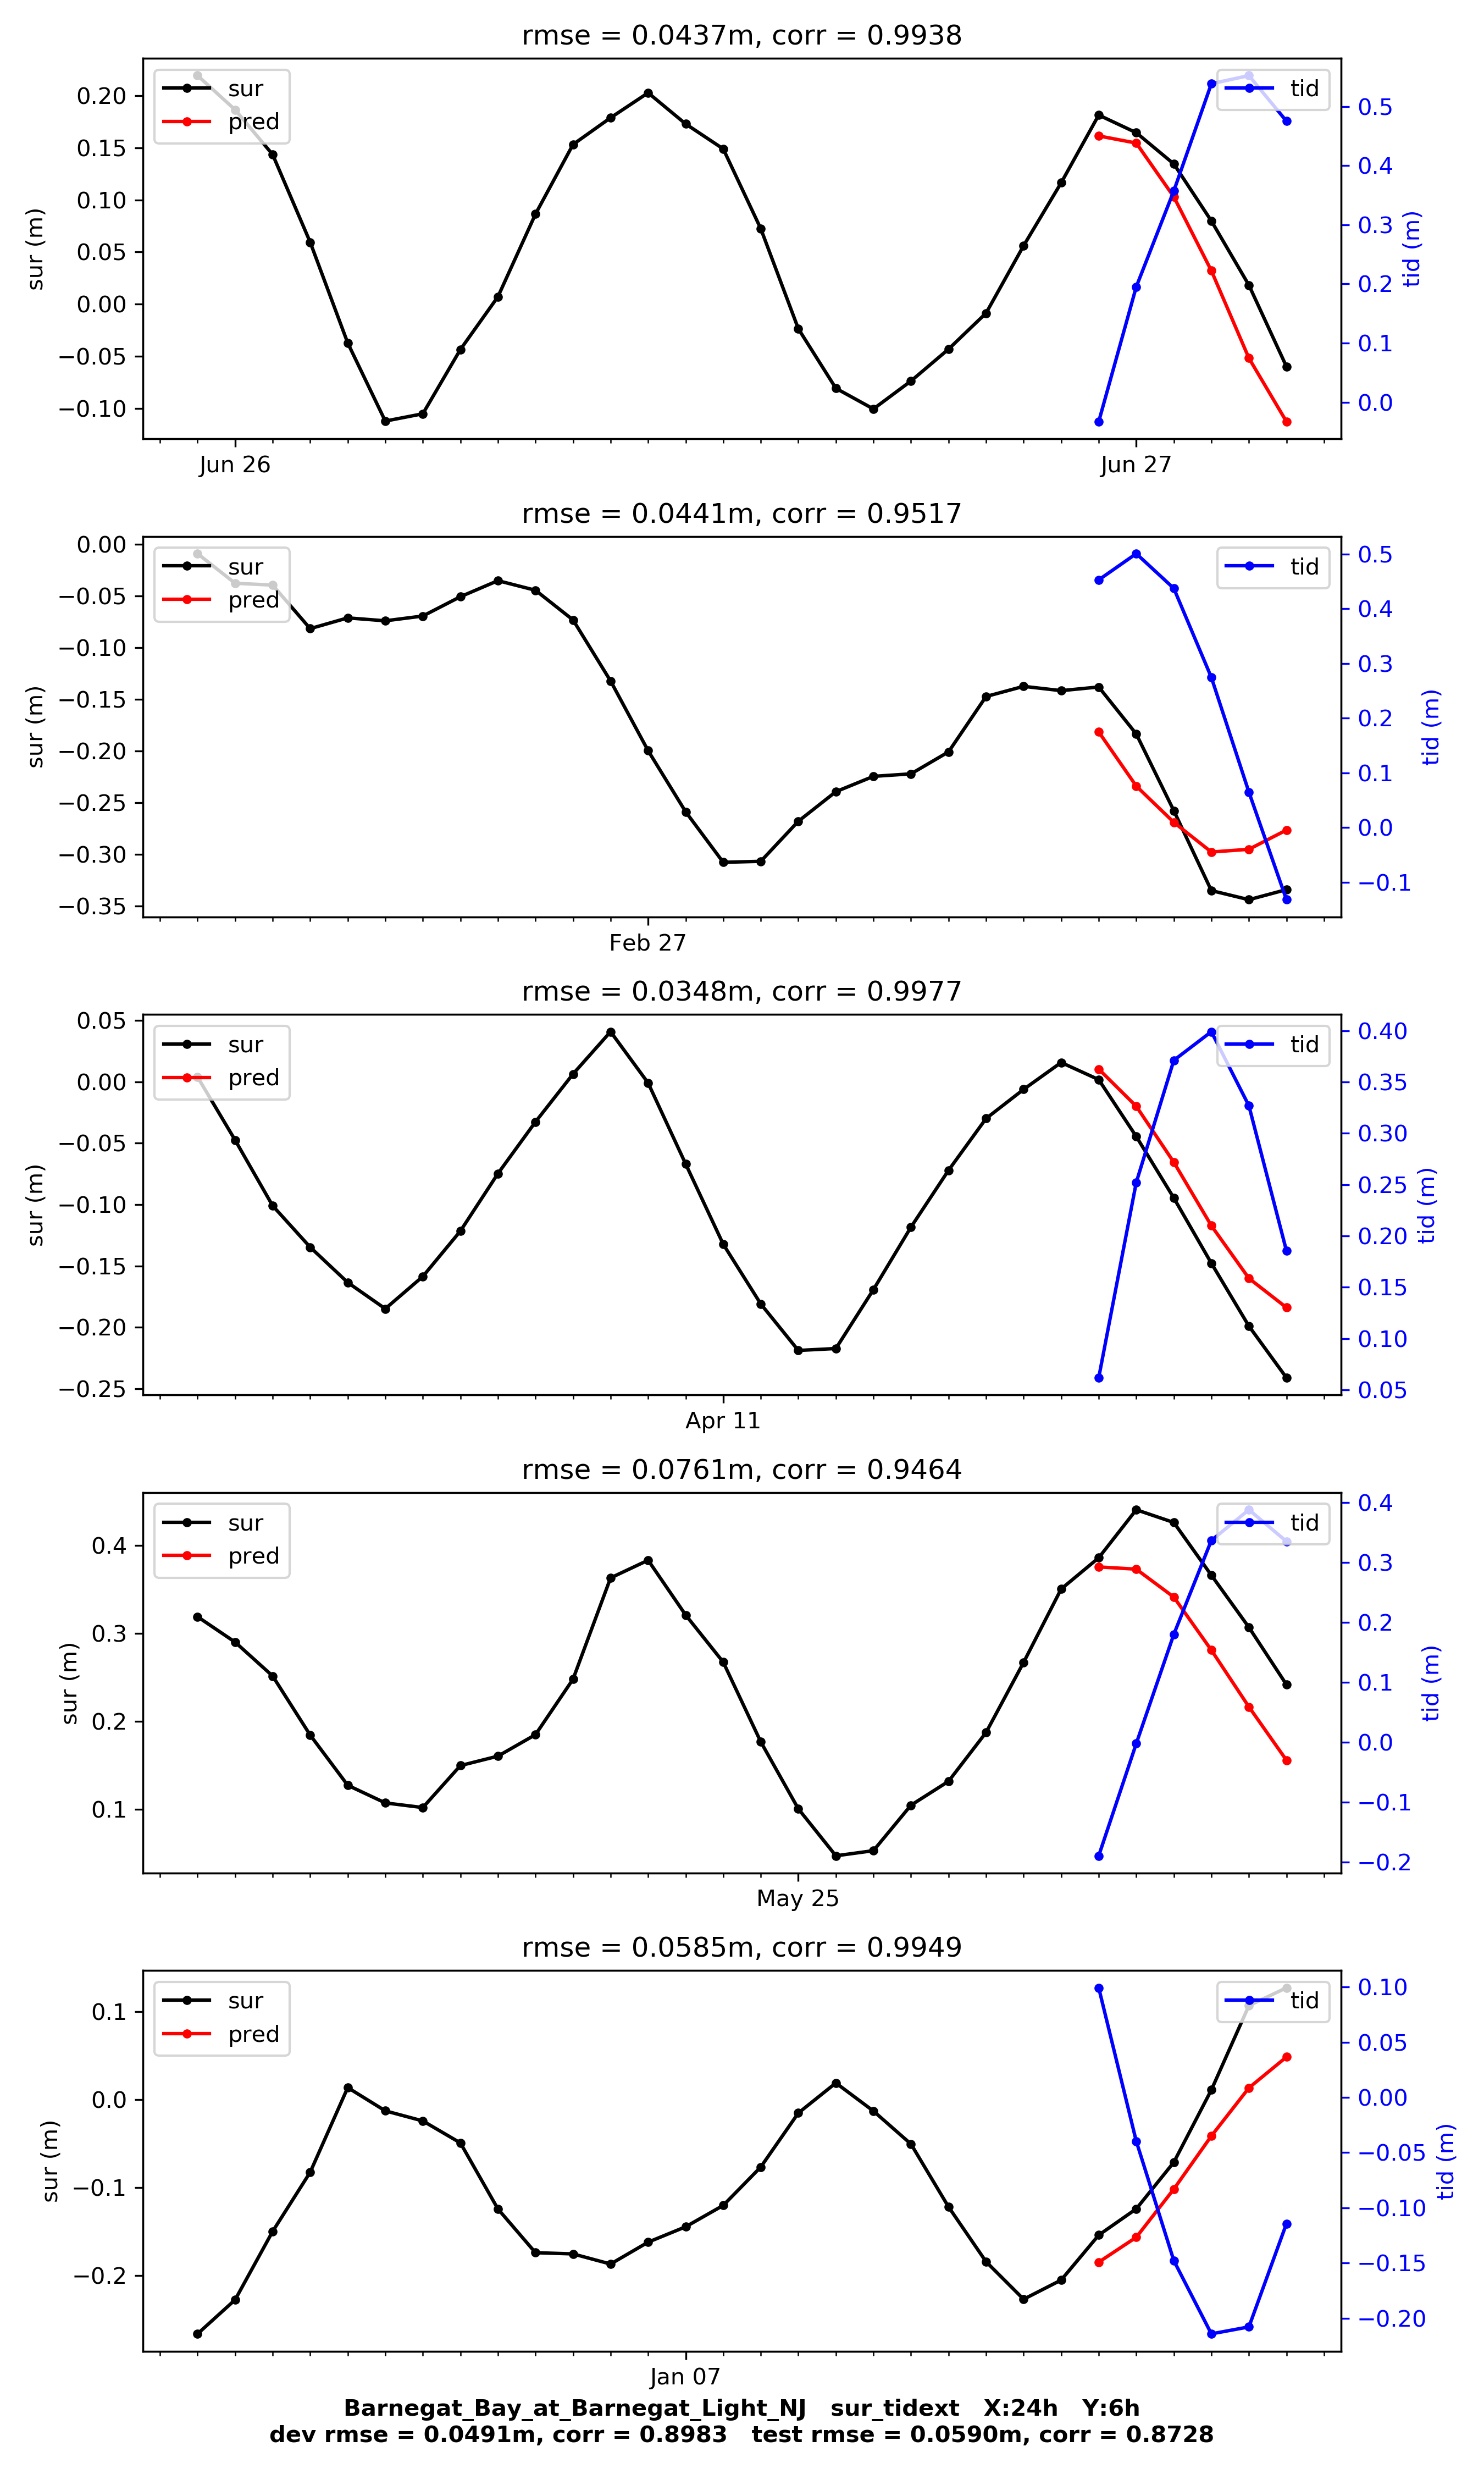 rmse = 0.0437m, corr = 0.9938
sur
pred
tid
0.20
0.15
0.10
0.05
0.00
−0.05
−0.10
sur (m)
0.5
0.4
0.3
0.2
0.1
0.0
tid (m)
Jun 26 Jun 27
rmse = 0.0441m, corr = 0.9517
sur
pred
tid
0.00
−0.05
−0.10
−0.15
−0.20
−0.25
−0.30
−0.35
sur (m)
0.5
0.4
0.3
0.2
0.1
0.0
−0.1
tid (m)
Feb 27
rmse = 0.0348m, corr = 0.9977
sur
pred
tid
0.05
0.00
−0.05
−0.10
−0.15
−0.20
−0.25
sur (m)
0.40
0.35
0.30
0.25
0.20
0.15
0.10
0.05
tid (m)
Apr 11
rmse = 0.0761m, corr = 0.9464
sur
pred
tid
0.4
0.3
0.2
0.1
sur (m)
0.4
0.3
0.2
0.1
0.0
−0.1
−0.2
tid (m)
May 25
rmse = 0.0585m, corr = 0.9949
sur
pred
tid
0.1
0.0
−0.1
−0.2
sur (m)
0.10
0.05
0.00
−0.05
−0.10
−0.15
−0.20
tid (m)
Jan 07
Barnegat_Bay_at_Barnegat_Light_NJ sur_tidext X:24h Y:6h
dev rmse = 0.0491m, corr = 0.8983 test rmse = 0.0590m, corr = 0.8728